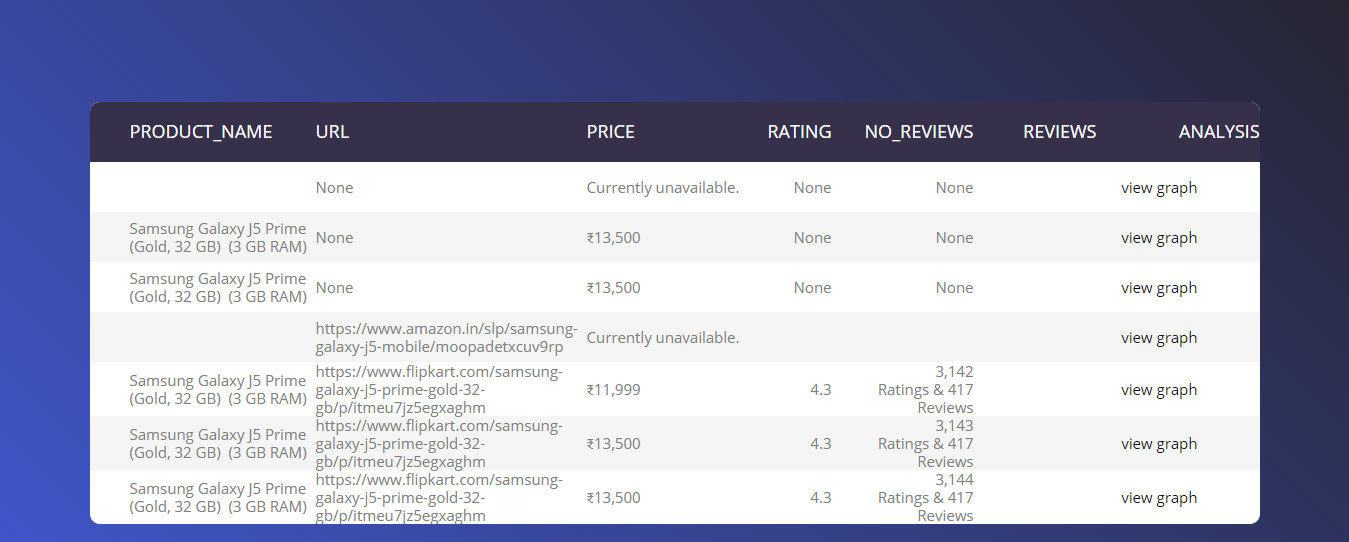 PRODUCT_NAME URL PRICE RATING NO_REVIEWS REVIEWS ANALYSIS
None Currently unavailable. None None view graph
Samsung Galaxy J5 Prime
(Gold, 32 GB)  (3 GB RAM)
None ₹13,500 None None view graph
Samsung Galaxy J5 Prime
(Gold, 32 GB)  (3 GB RAM)
None ₹13,500 None None view graph
https://www.amazon.in/slp/samsung-
galaxy-j5-mobile/moopadetxcuv9rp
Currently unavailable. view graph
Samsung Galaxy J5 Prime
(Gold, 32 GB)  (3 GB RAM)
https://www.flipkart.com/samsung-
galaxy-j5-prime-gold-32-
gb/p/itmeu7jz5egxaghm
₹11,999 4.3
3,142
Ratings & 417
Reviews
view graph
Samsung Galaxy J5 Prime
(Gold, 32 GB)  (3 GB RAM)
https://www.flipkart.com/samsung-
galaxy-j5-prime-gold-32-
gb/p/itmeu7jz5egxaghm
₹13,500 4.3
3,143
Ratings & 417
Reviews
view graph
Samsung Galaxy J5 Prime
(Gold, 32 GB)  (3 GB RAM)
https://www.flipkart.com/samsung-
galaxy-j5-prime-gold-32-
gb/p/itmeu7jz5egxaghm
₹13,500 4.3
3,144
Ratings & 417
Reviews
view graph